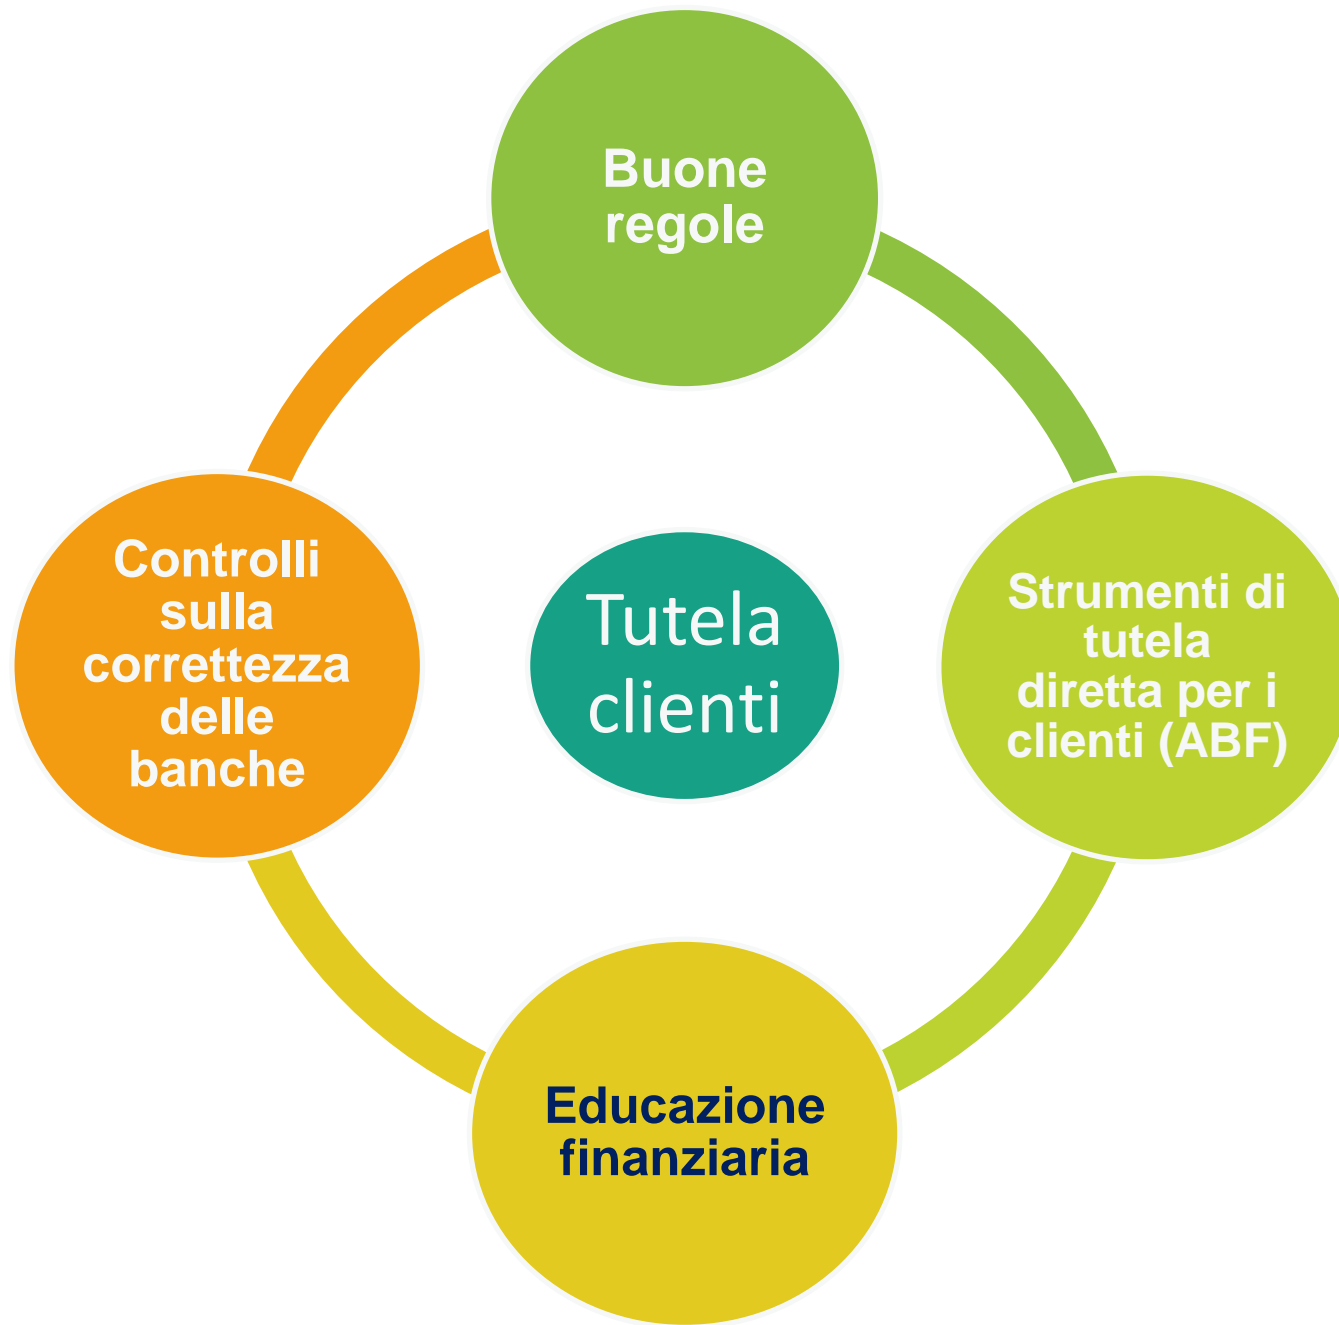 Buone
regole
Controlli
sulla
correttezza
delle
banche
Tutela
clienti
Strumenti di
tutela
diretta per i
clienti (ABF)
Educazione
finanziaria